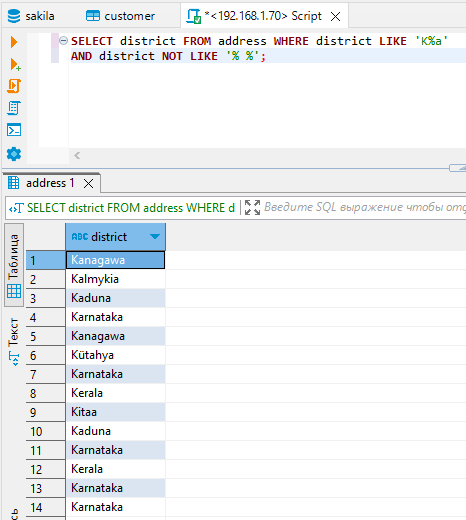 sakila
customer
*<192.168.1.70> Script
SELECT district FROM address WHERE district LIKE 'K%a'
AND district NOT LIKE '% %';
address 1
SELECT district FROM address WHERE d
Введите SQL выражение чтобы отф
Таблица
Текст
ABC district
1 Kanagawa
2 Kalmykia
3 Kaduna
4 Karnataka
5 Kanagawa
6 Kütahya
7 Karnataka
8 Kerala
9 Kitaa
10 Kaduna
11 Karnataka
12 Kerala
13 Karnataka
14 Karnataka